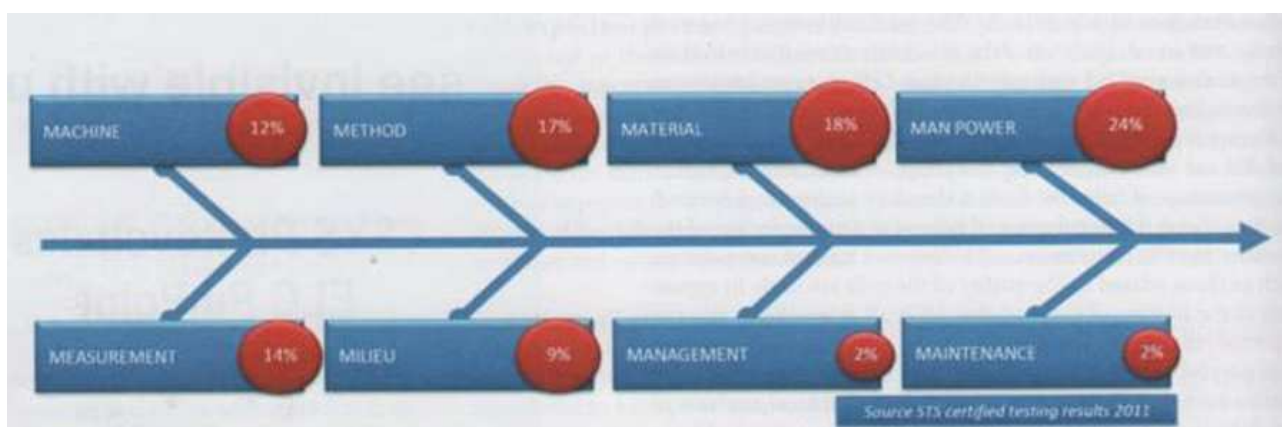 MACHINE 12% METHOD 17% MATERIAL 18% MAN POWER 24%
MEASUREMENT 14% MILIEU 9% MANAGEMENT 2% MAINTENANCE 2%
Source STS certified testing results 2011